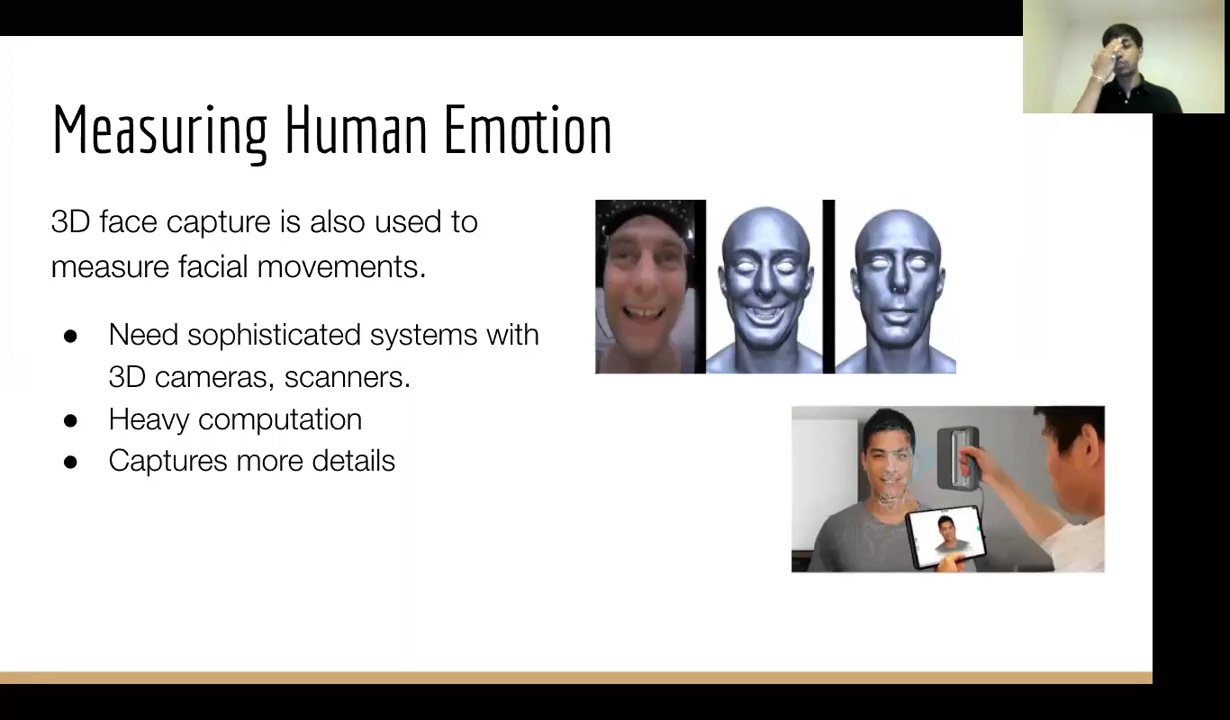 Measuring Human Emotion
3D face capture is also used to
measure facial movements.
● Need sophisticated systems with
3D cameras, scanners.
● Heavy computation
● Captures more details